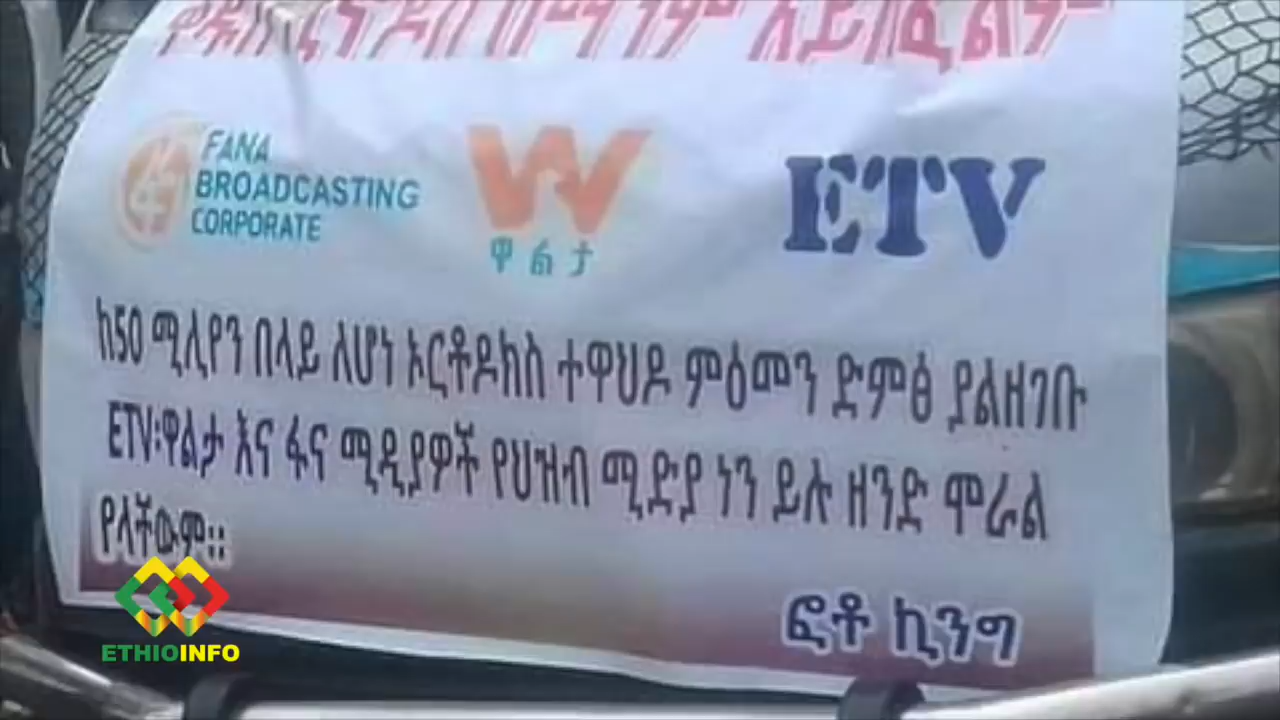 FANA
BROADCASTING
CORPORATE
ዋልታ
ETV
ከ50 ሚሊየን በላይ ለሆነ ኦርቶዶክስ ተዋህዶ ምዕመን ድምፅ ያልዘገቡ
ETV፡ዋልታ እና ፋና ሚዲያዎች የህዝብ ሚድያ ነን ይሉ ዘንድ ሞራል
የላቸውም፡፡
ፎቶ ኪንግ
ETHIOINFO